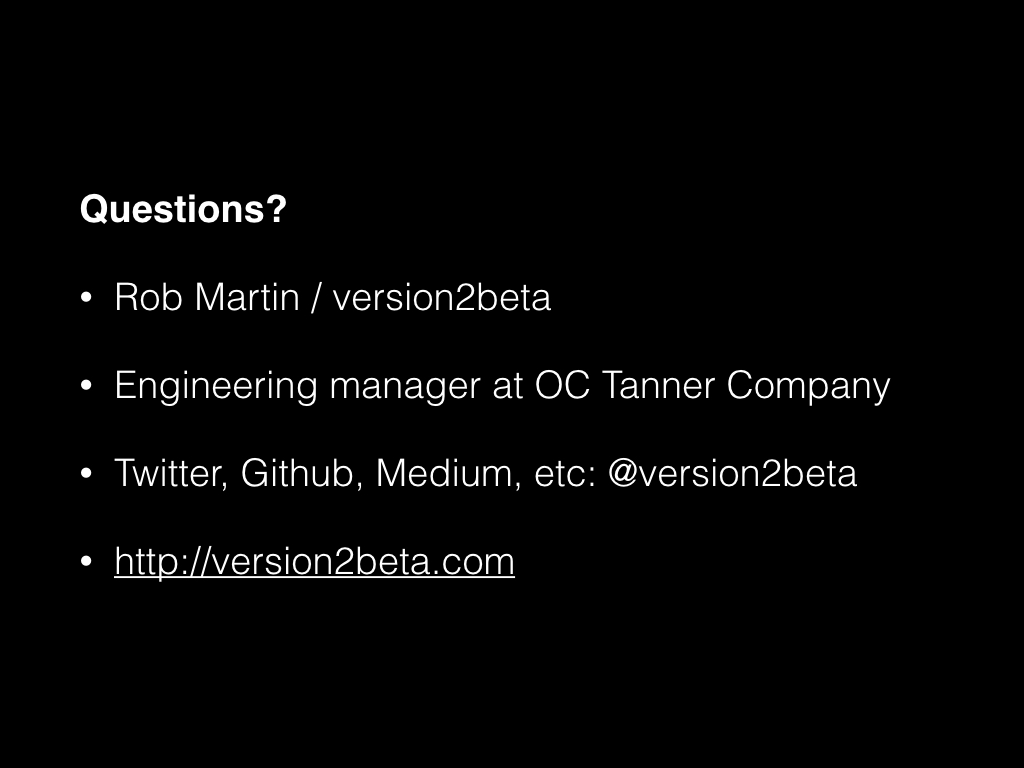 Questions?
• Rob Martin / version2beta
• Engineering manager at OC Tanner Company
• Twitter, Github, Medium, etc: @version2beta
• http://version2beta.com